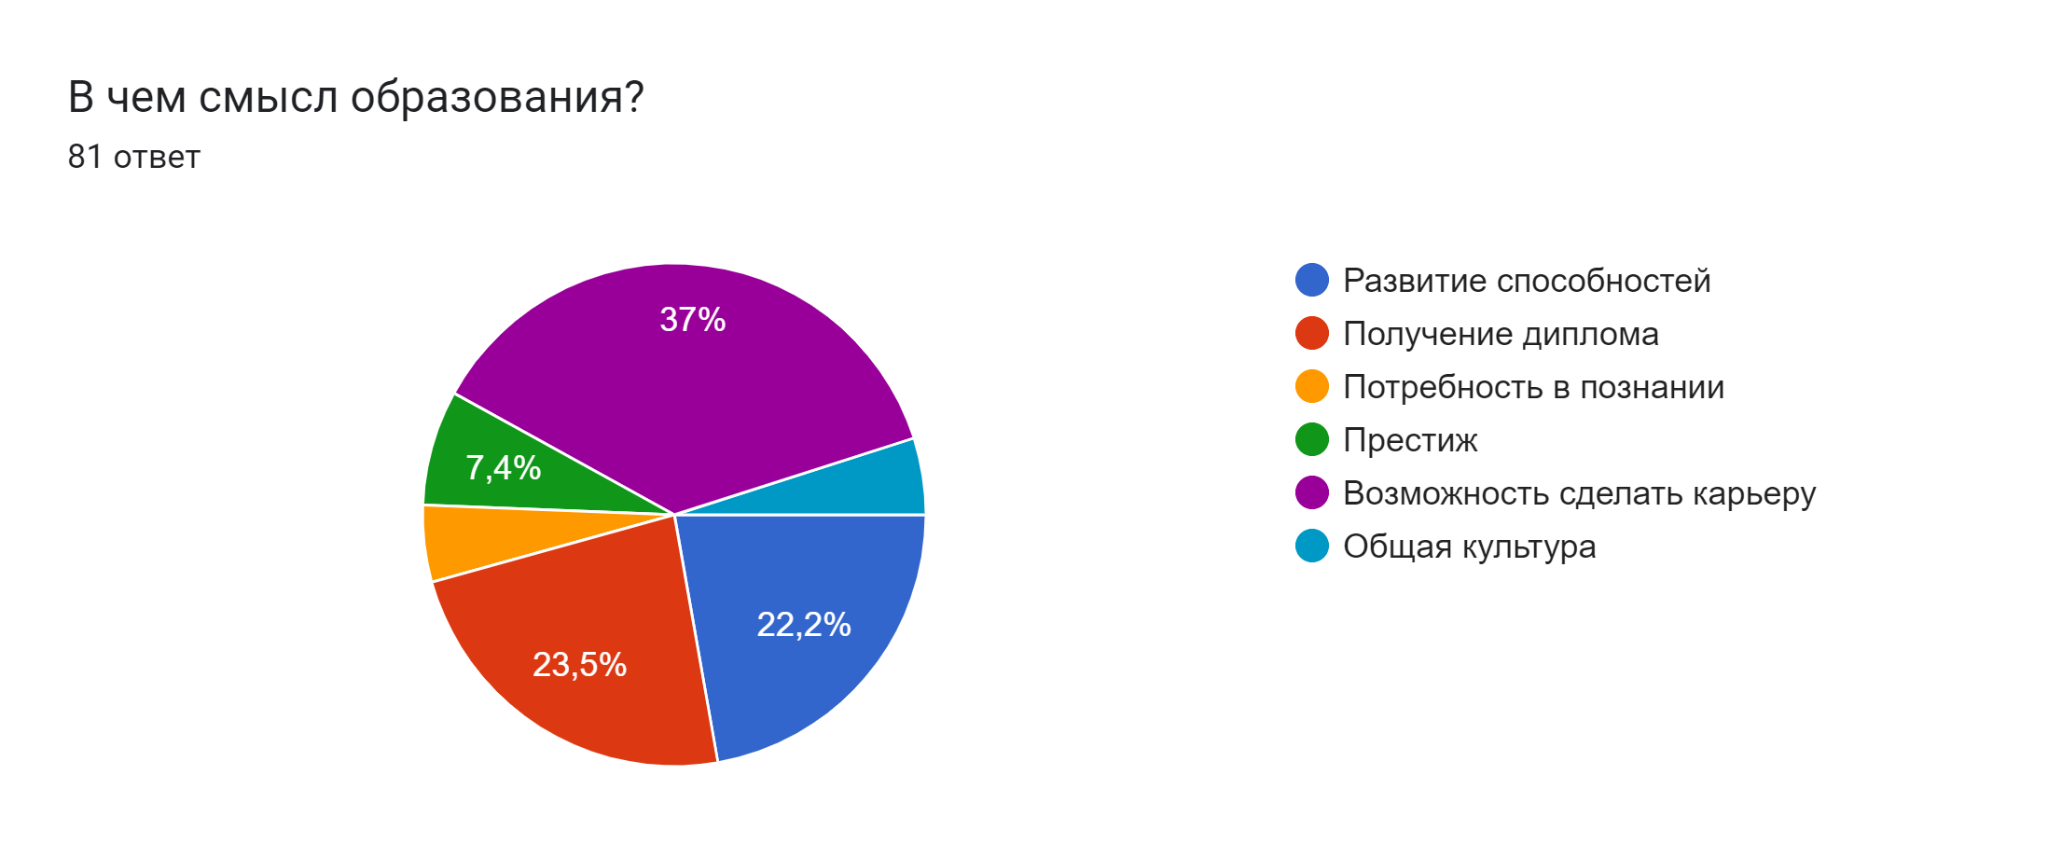 В чем смысл образования?
81 ответ
37%
7,4%
23,5%
22,2%
Развитие способностей
Получение диплома
Потребность в познании
Престиж
Возможность сделать карьеру
Общая культура